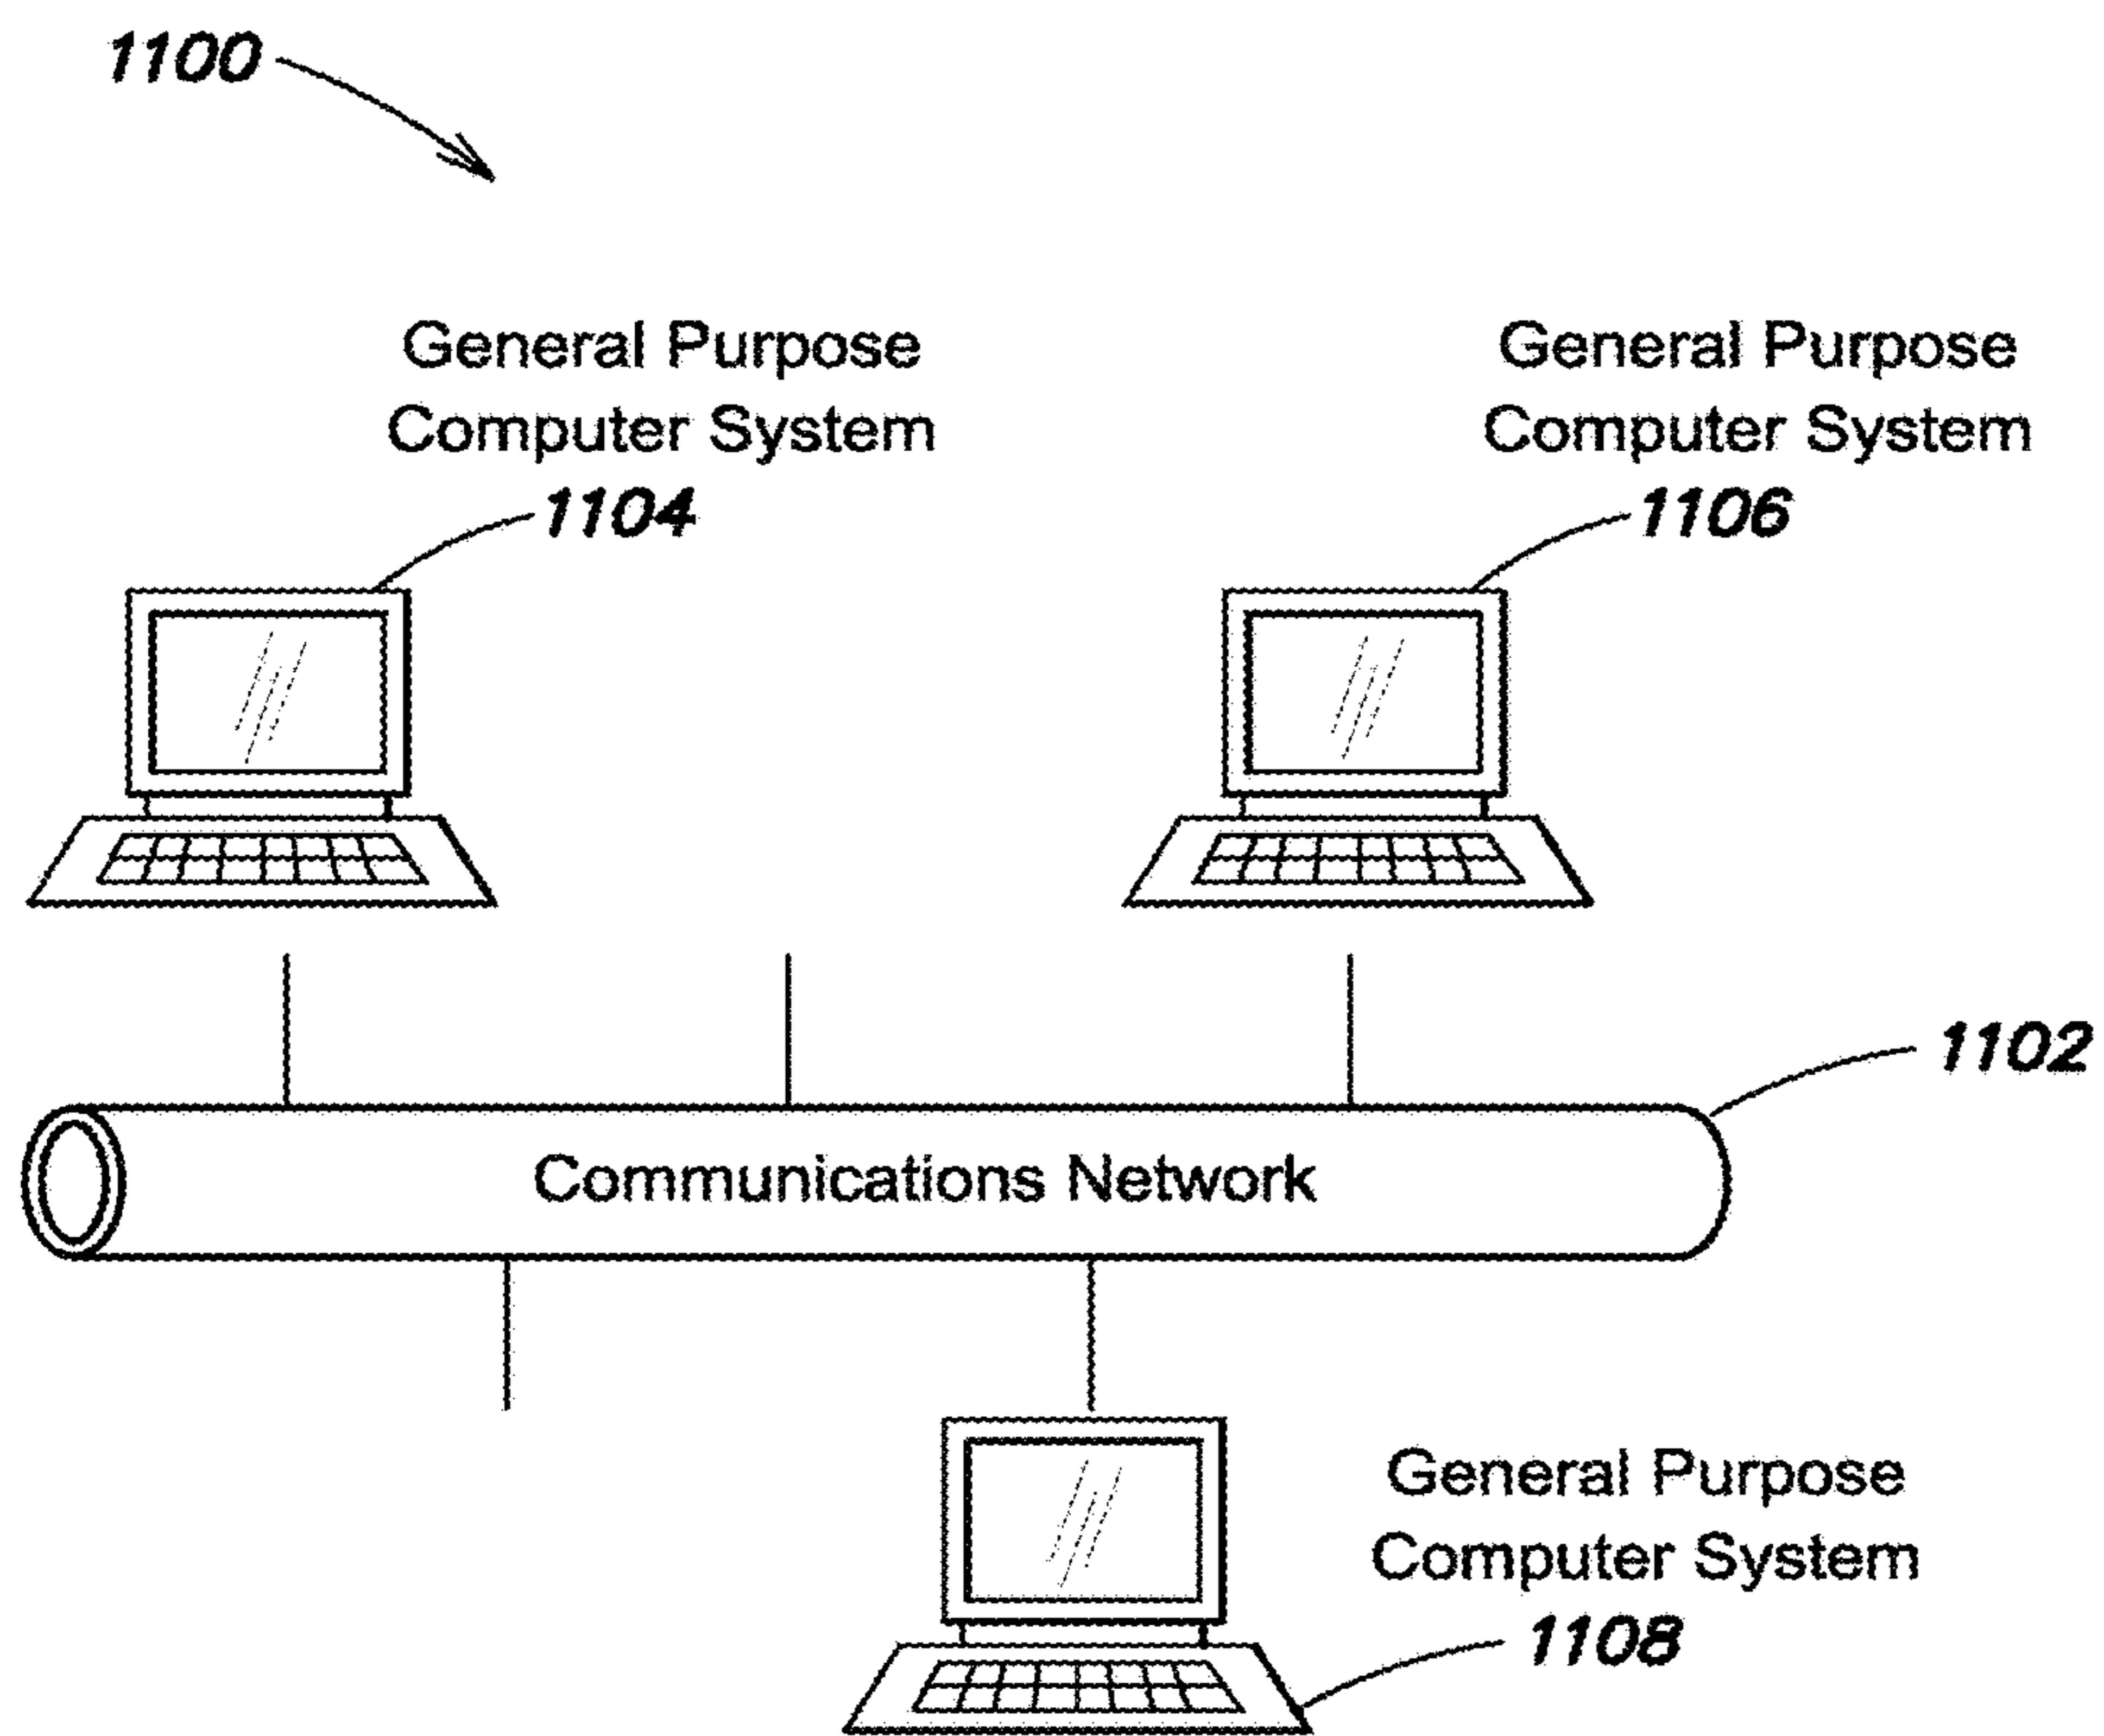 1100
General Purpose
Computer System
1104
General Purpose
Computer System
1106
1102
Communications Network
General Purpose
Computer System
1108